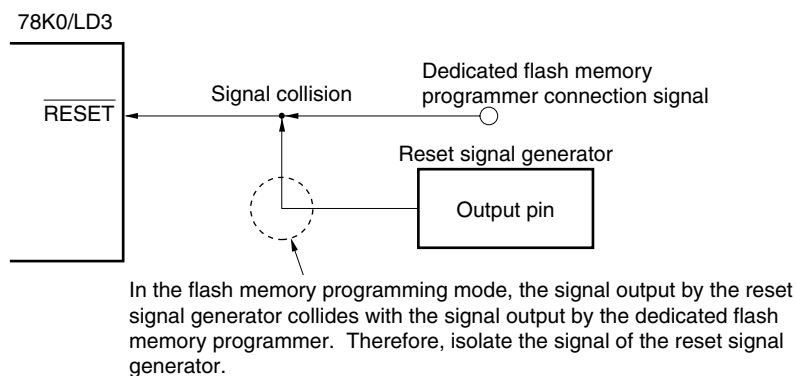 78K0/LD3
Dedicated flash memory
programmer connection signal
Signal collision
RESET
Reset signal generator
Output pin
In the flash memory programming mode, the signal output by the reset
signal generator collides with the signal output by the dedicated flash
memory programmer.  Therefore, isolate the signal of the reset signal
generator.